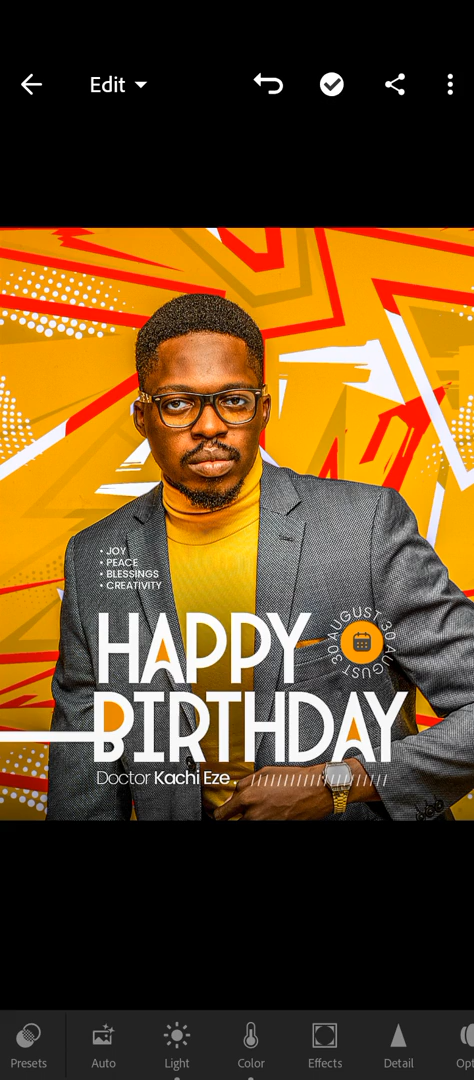 Edit
• JOY
• PEACE
• BLESSINGS
• CREATIVITY
HAPPY
30 AUGUST 30 AUGUST
BIRTHDAY
Doctor Kachi Eze .
Presets
Auto
Light
Color
Effects
Detail
Opt